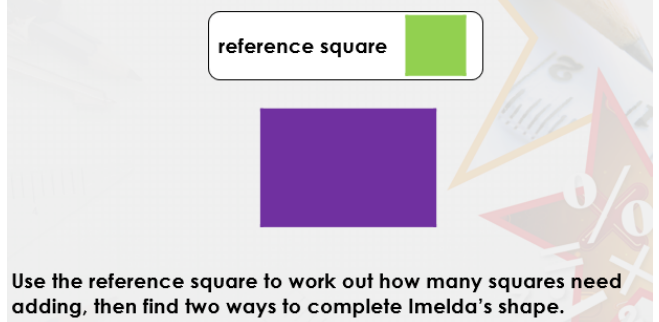 reference square
Use the reference square to work out how many squares need
adding, then find two ways to complete Imelda's shape.